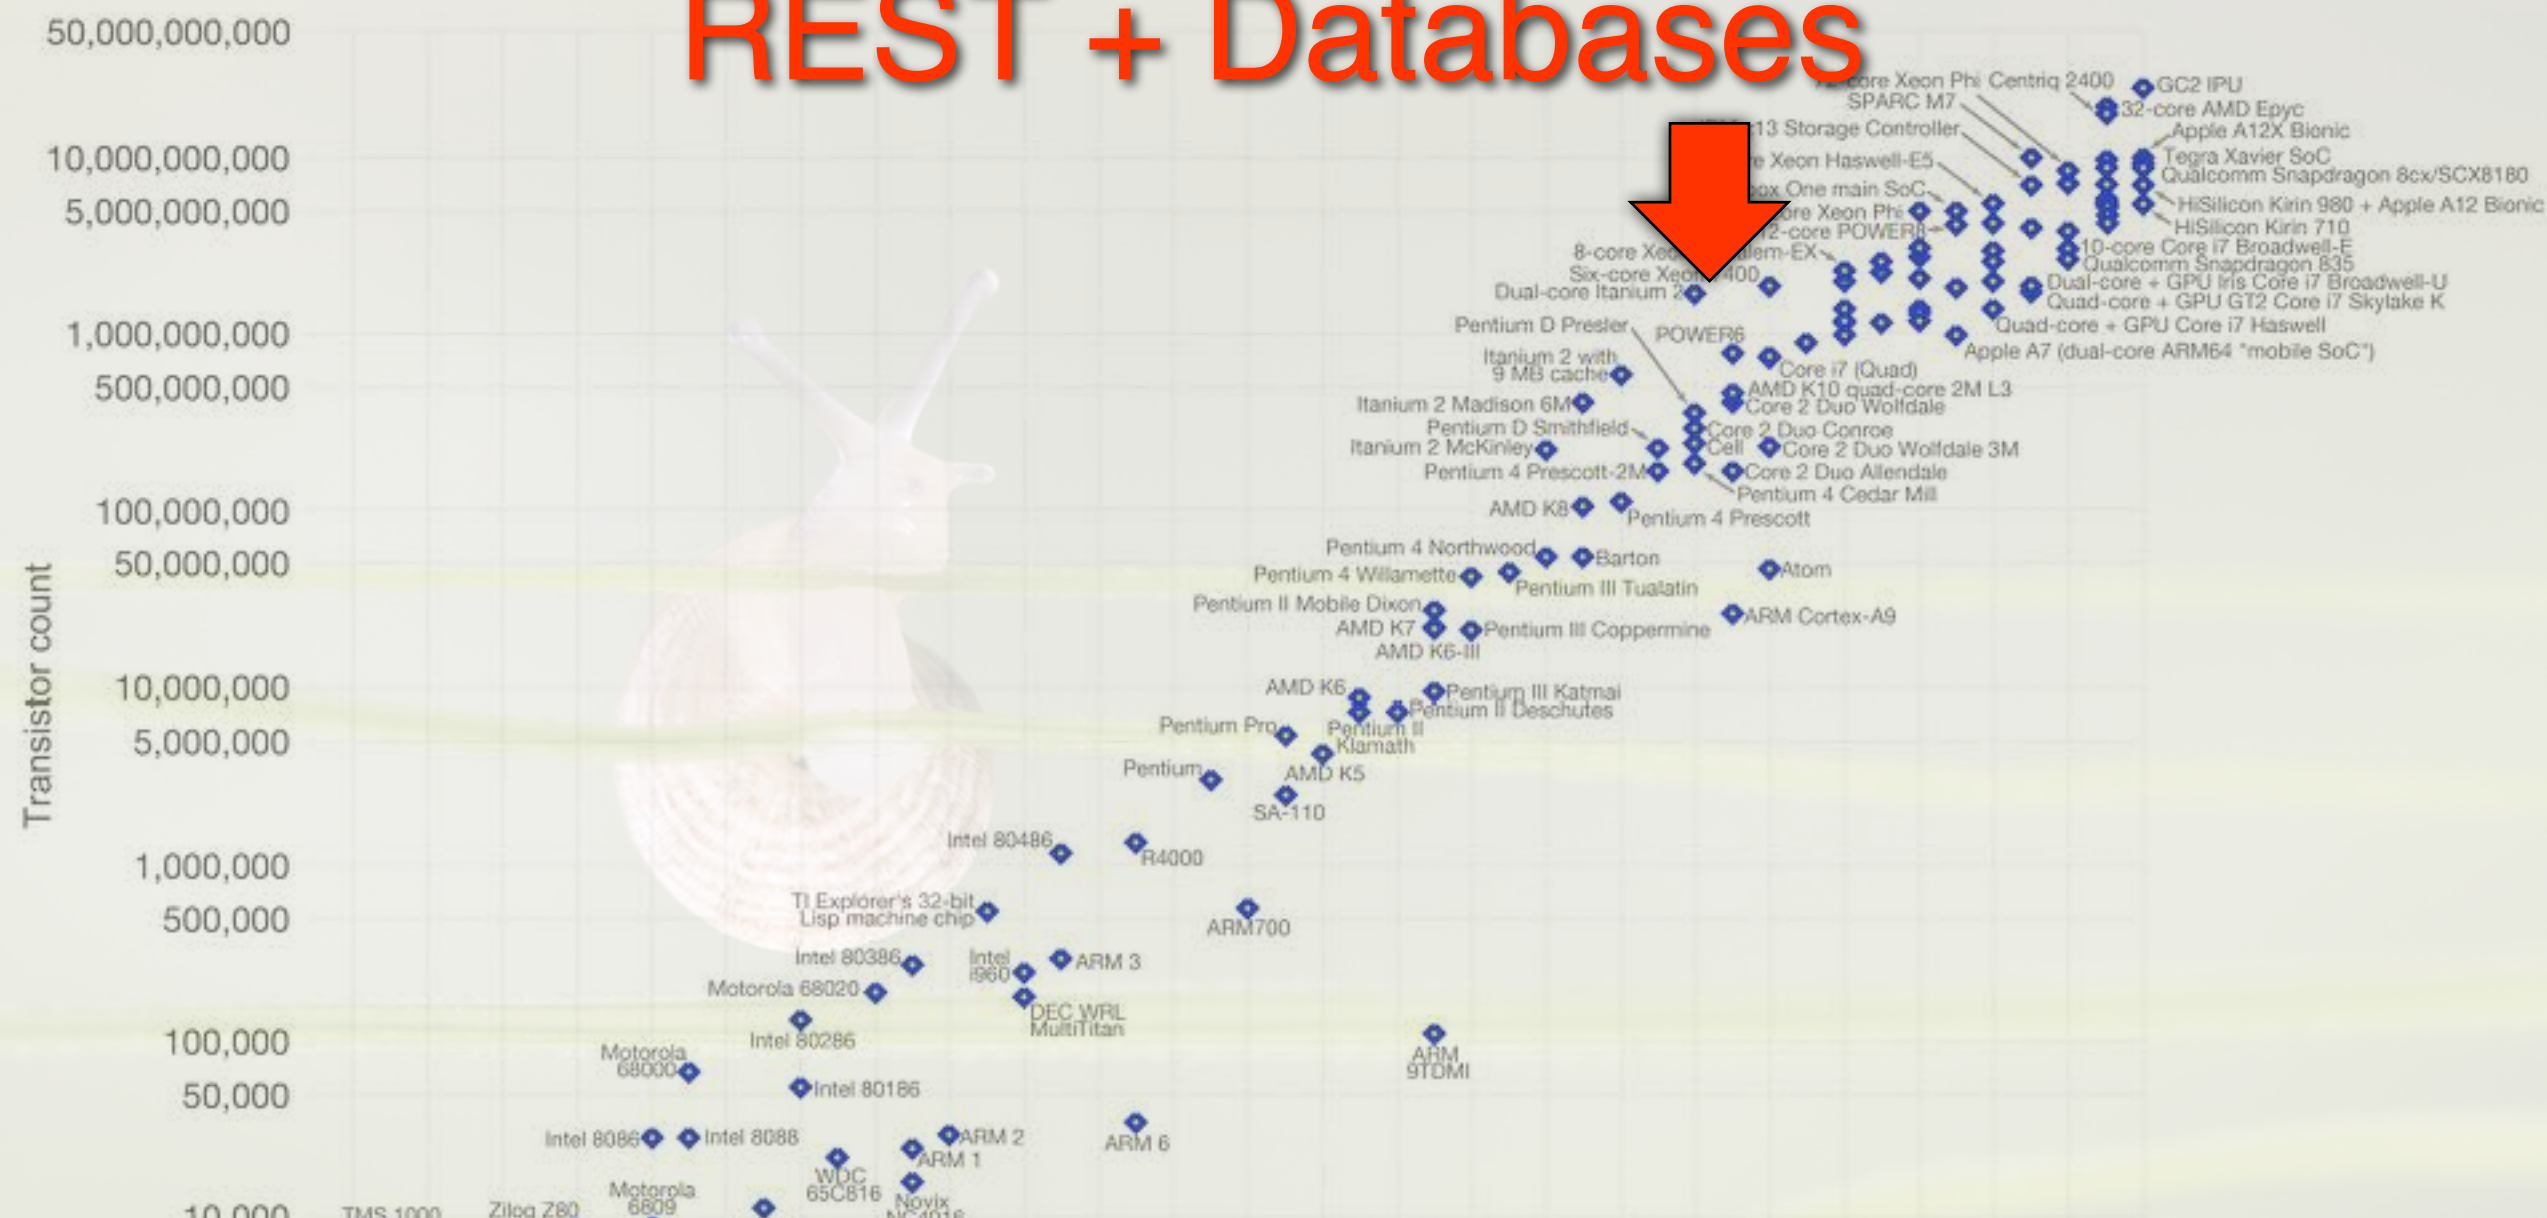 REST + Databases
50,000,000,000
10,000,000,000
5,000,000,000
1,000,000,000
500,000,000
100,000,000
50,000,000
10,000,000
5,000,000
1,000,000
500,000
100,000
50,000
10,000
Transistor count
core Xeon Phi Centriq 2400
GC2 IPU
SPARC M7
32-core AMD Epyc
13 Storage Controller
Apple A12X Bionic
Xeon Haswell-E5
Tegra Xavier SoC
Qualcomm Snapdragon 8cx/SCX8180
One main SoC
HiSilicon Kirin 980 + Apple A12 Bionic
Xeon Phi
HiSilicon Kirin 710
12-core POWER8
10-core Core i7 Broadwell-E
8-core
Qualcomm Snapdragon 835
Six-core Xeon 400
Dual-core + GPU Iris Core i7 Broadwell-U
Dual-core Itanium 2
Quad-core + GPU GT2 Core i7 Skylake K
Pentium D Presler
POWER6
Quad-core + GPU Core i7 Haswell
Apple A7 (dual-core ARM64 "mobile SoC")
Itanium 2 with
9 MB cache
Core i7 (Quad)
AMD K10 quad-core 2M L3
Itanium 2 Madison 6M
Core 2 Duo Wolfdale
Pentium D Smithfield
Core 2 Duo Conroe
Itanium 2 McKinley
Cell
Core 2 Duo Wolfdale 3M
Pentium 4 Prescott-2M
Core 2 Duo Allendale
Pentium 4 Cedar Mill
AMD K8
Pentium 4 Prescott
Pentium 4 Northwood
Barton
Pentium 4 Willamette
Atom
Pentium III Tualatin
Pentium II Mobile Dixon
ARM Cortex-A9
AMD K7
Pentium III Coppermine
AMD K6-III
AMD K6
Pentium III Katmai
Pentium II Deschutes
Pentium Pro
Pentium II
Klamath
Pentium
AMD K5
SA-110
Intel 80486
R4000
TI Explorer's 32-bit
Lisp machine chip
ARM700
Intel 80386
Intel
i960
ARM 3
Motorola 68020
DEC WRL
MultiTitan
Intel 80286
ARM
9TDMI
Motorola
68000
Intel 80186
Intel 8086
Intel 8088
ARM 2
ARM 6
ARM 1
WDC
65C816
Motorola
6809
Novix
NC4016
TMS 1000
Zilog Z80